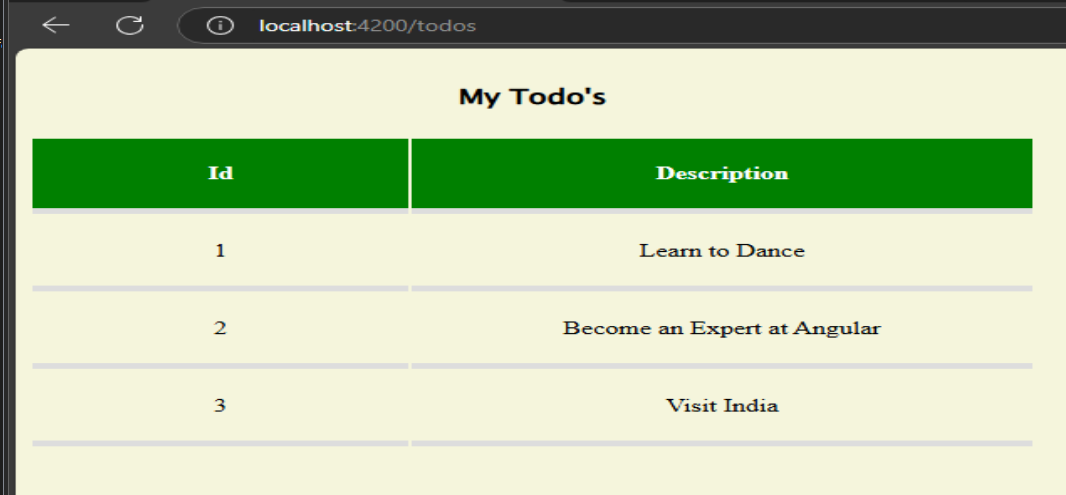 localhost:4200/todos
My Todo's
Id Description
1 Learn to Dance
2 Become an Expert at Angular
3 Visit India